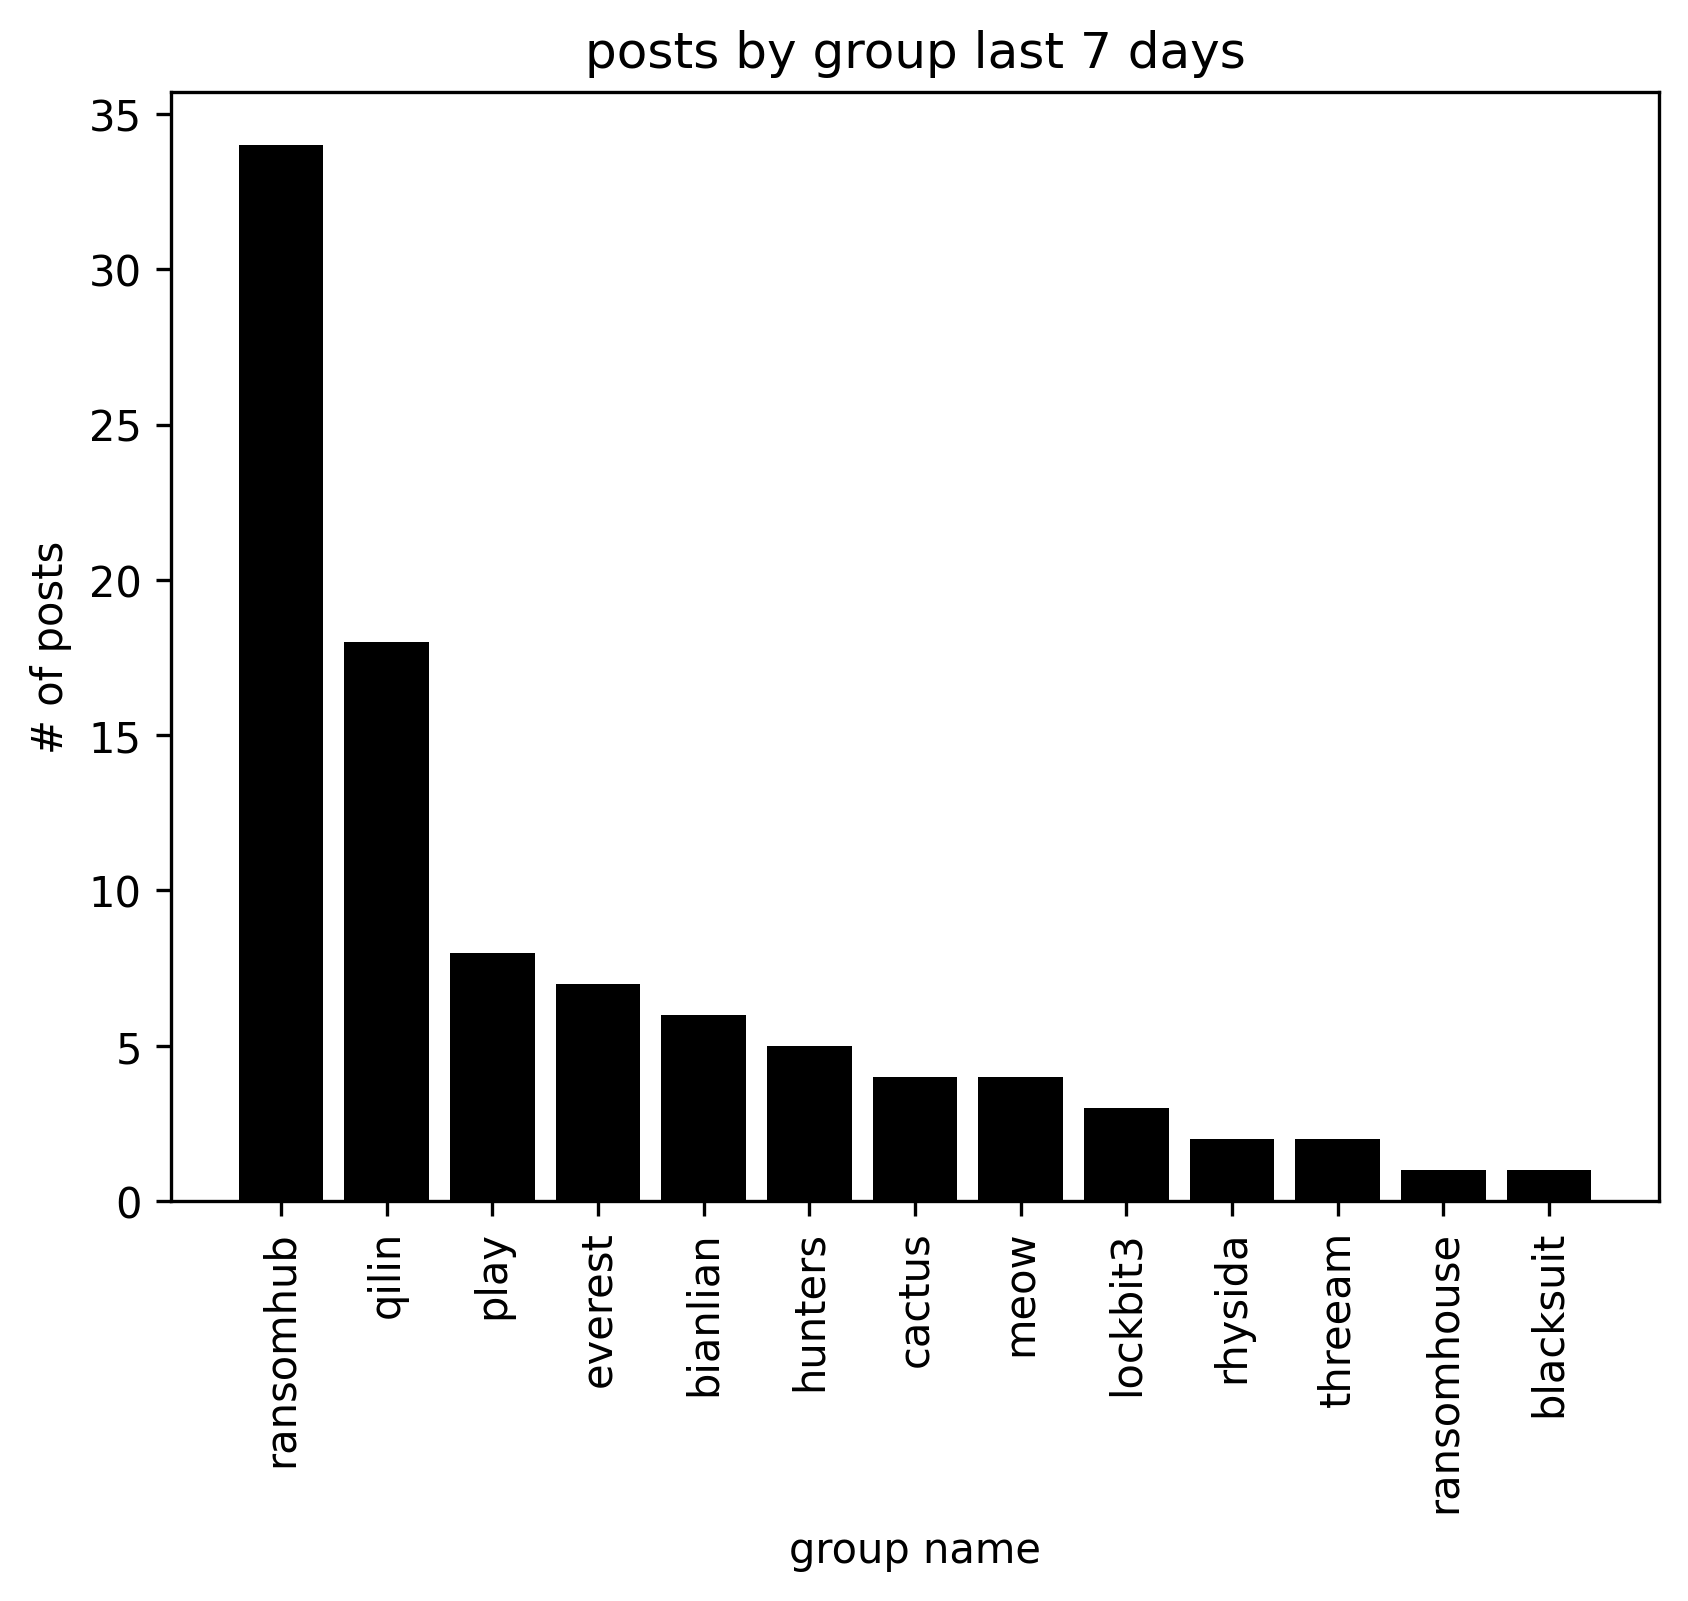 posts by group last 7 days
35
30
25
20
15
10
5
0
# of posts
ransomhub
qilin
play
everest
bianlian
hunters
cactus
meow
lockbit3
rhysida
threeam
ransomhouse
blacksuit
group name